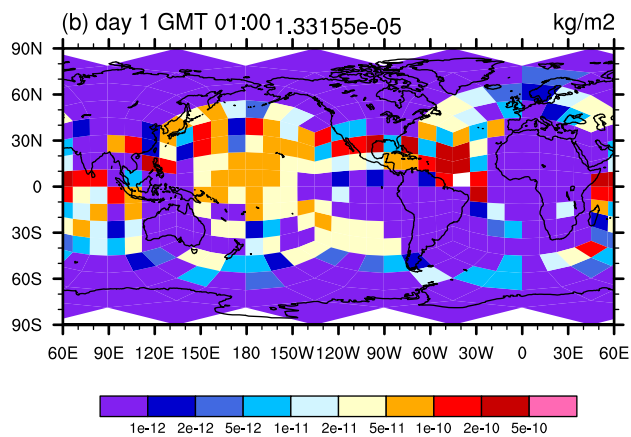 (b) day 1 GMT 01:00 1.33155e-05 kg/m2
90N
60N
30N
0
30S
60S
90S
60E 90E 120E 150E 180 150W 120W 90W 60W 30W 0 30E 60E
1e-12 2e-12 5e-12 1e-11 2e-11 5e-11 1e-10 2e-10 5e-10